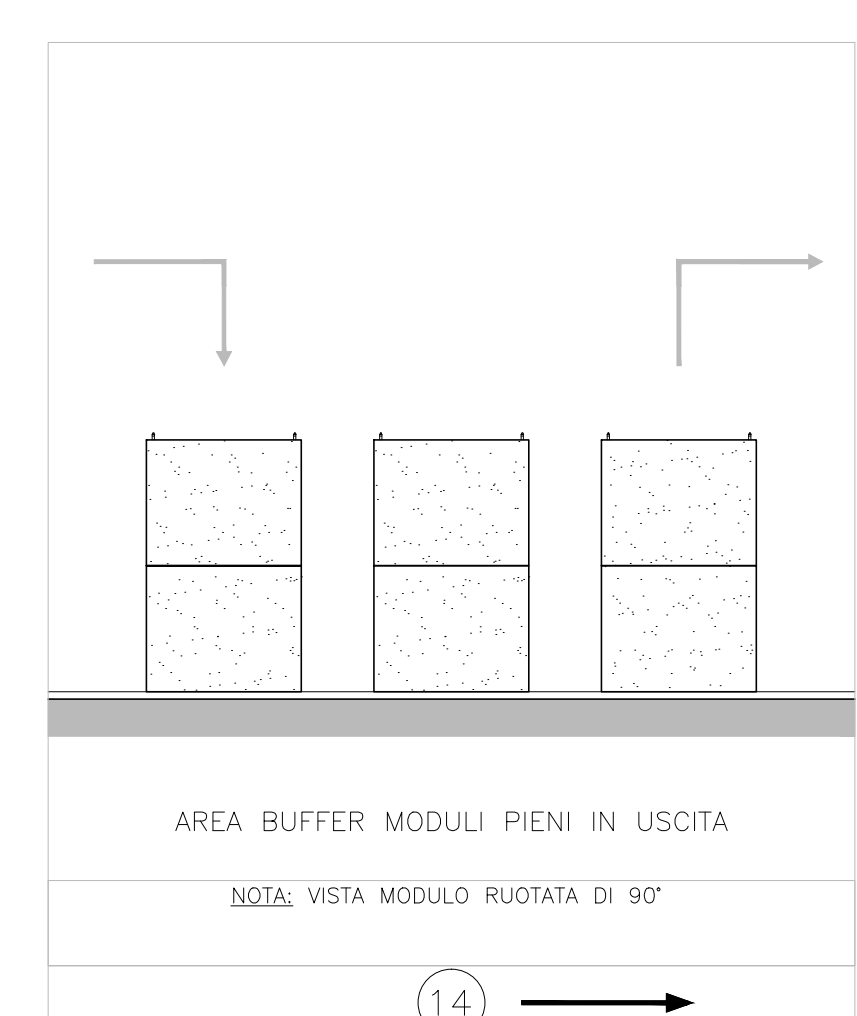 AREA BUFFER MODULI PIENI IN USCITA
NOTA: VISTA MODULO RUOTATA DI 90°
14